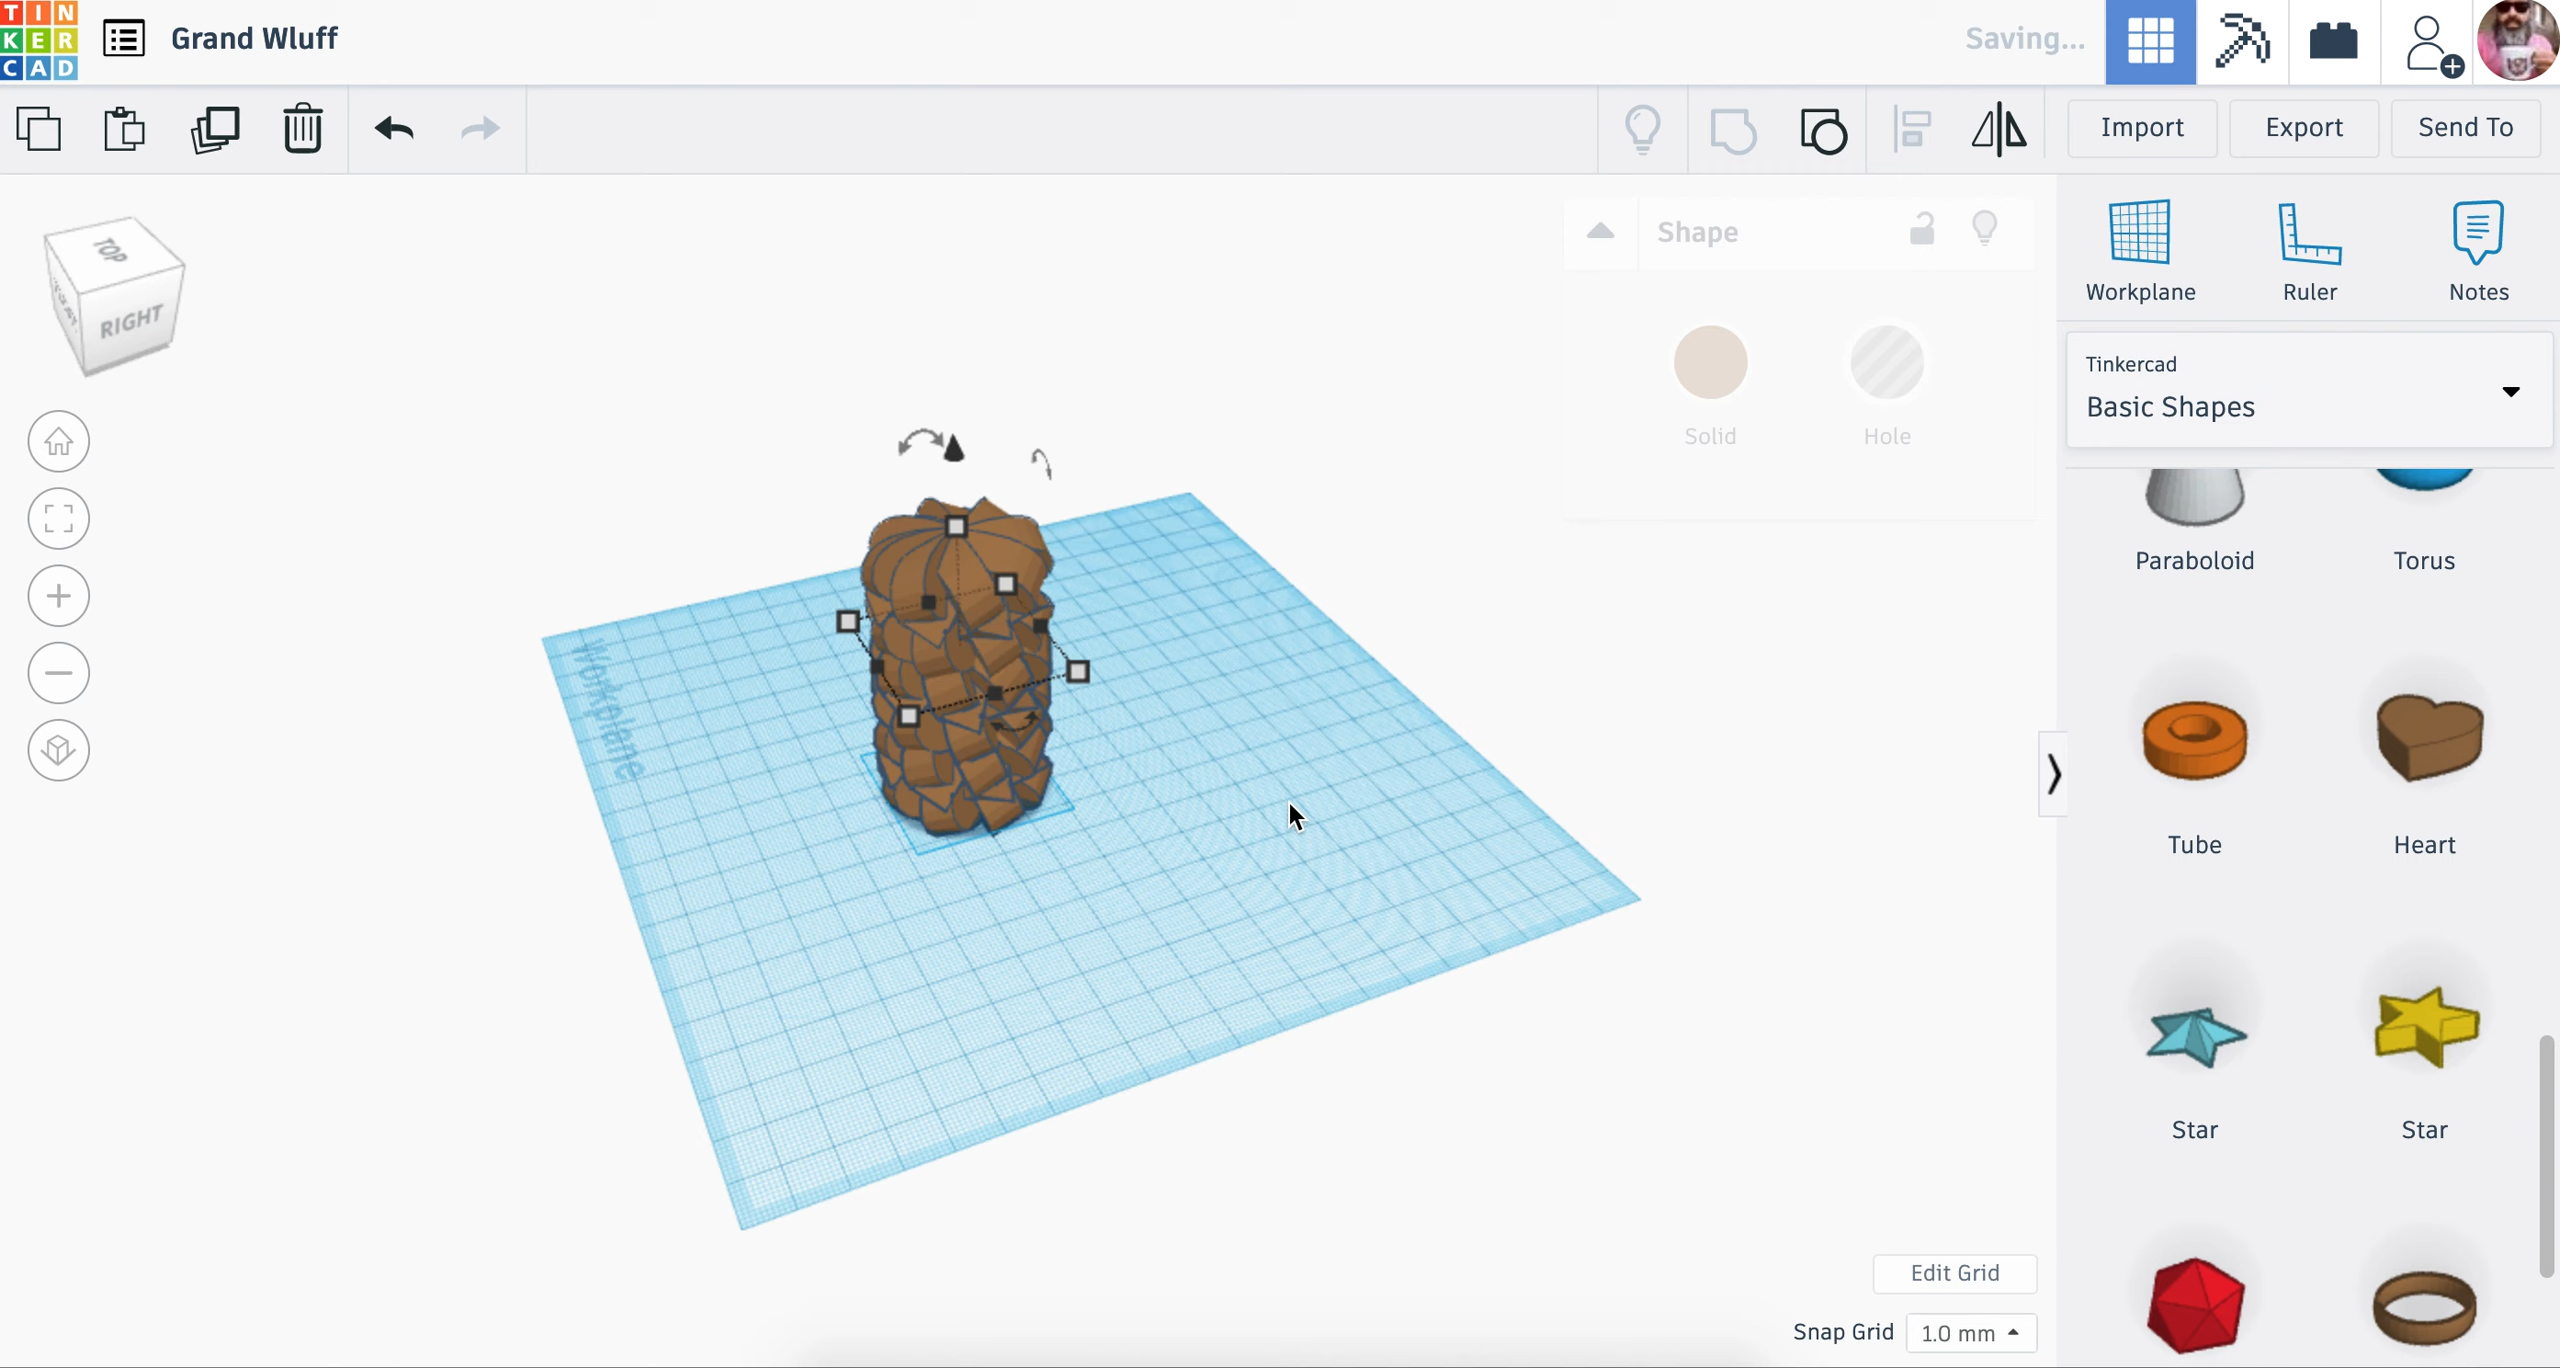 TIN
KER
CAD
Grand Wluff
Saving...
Import
Export
Send To
TOP
RIGHT
Shape
Solid
Hole
Workplane
Ruler
Notes
Tinkercad
Basic Shapes
Paraboloid
Torus
Workplane
Tube
Heart
Star
Star
Edit Grid
Snap Grid
1.0 mm